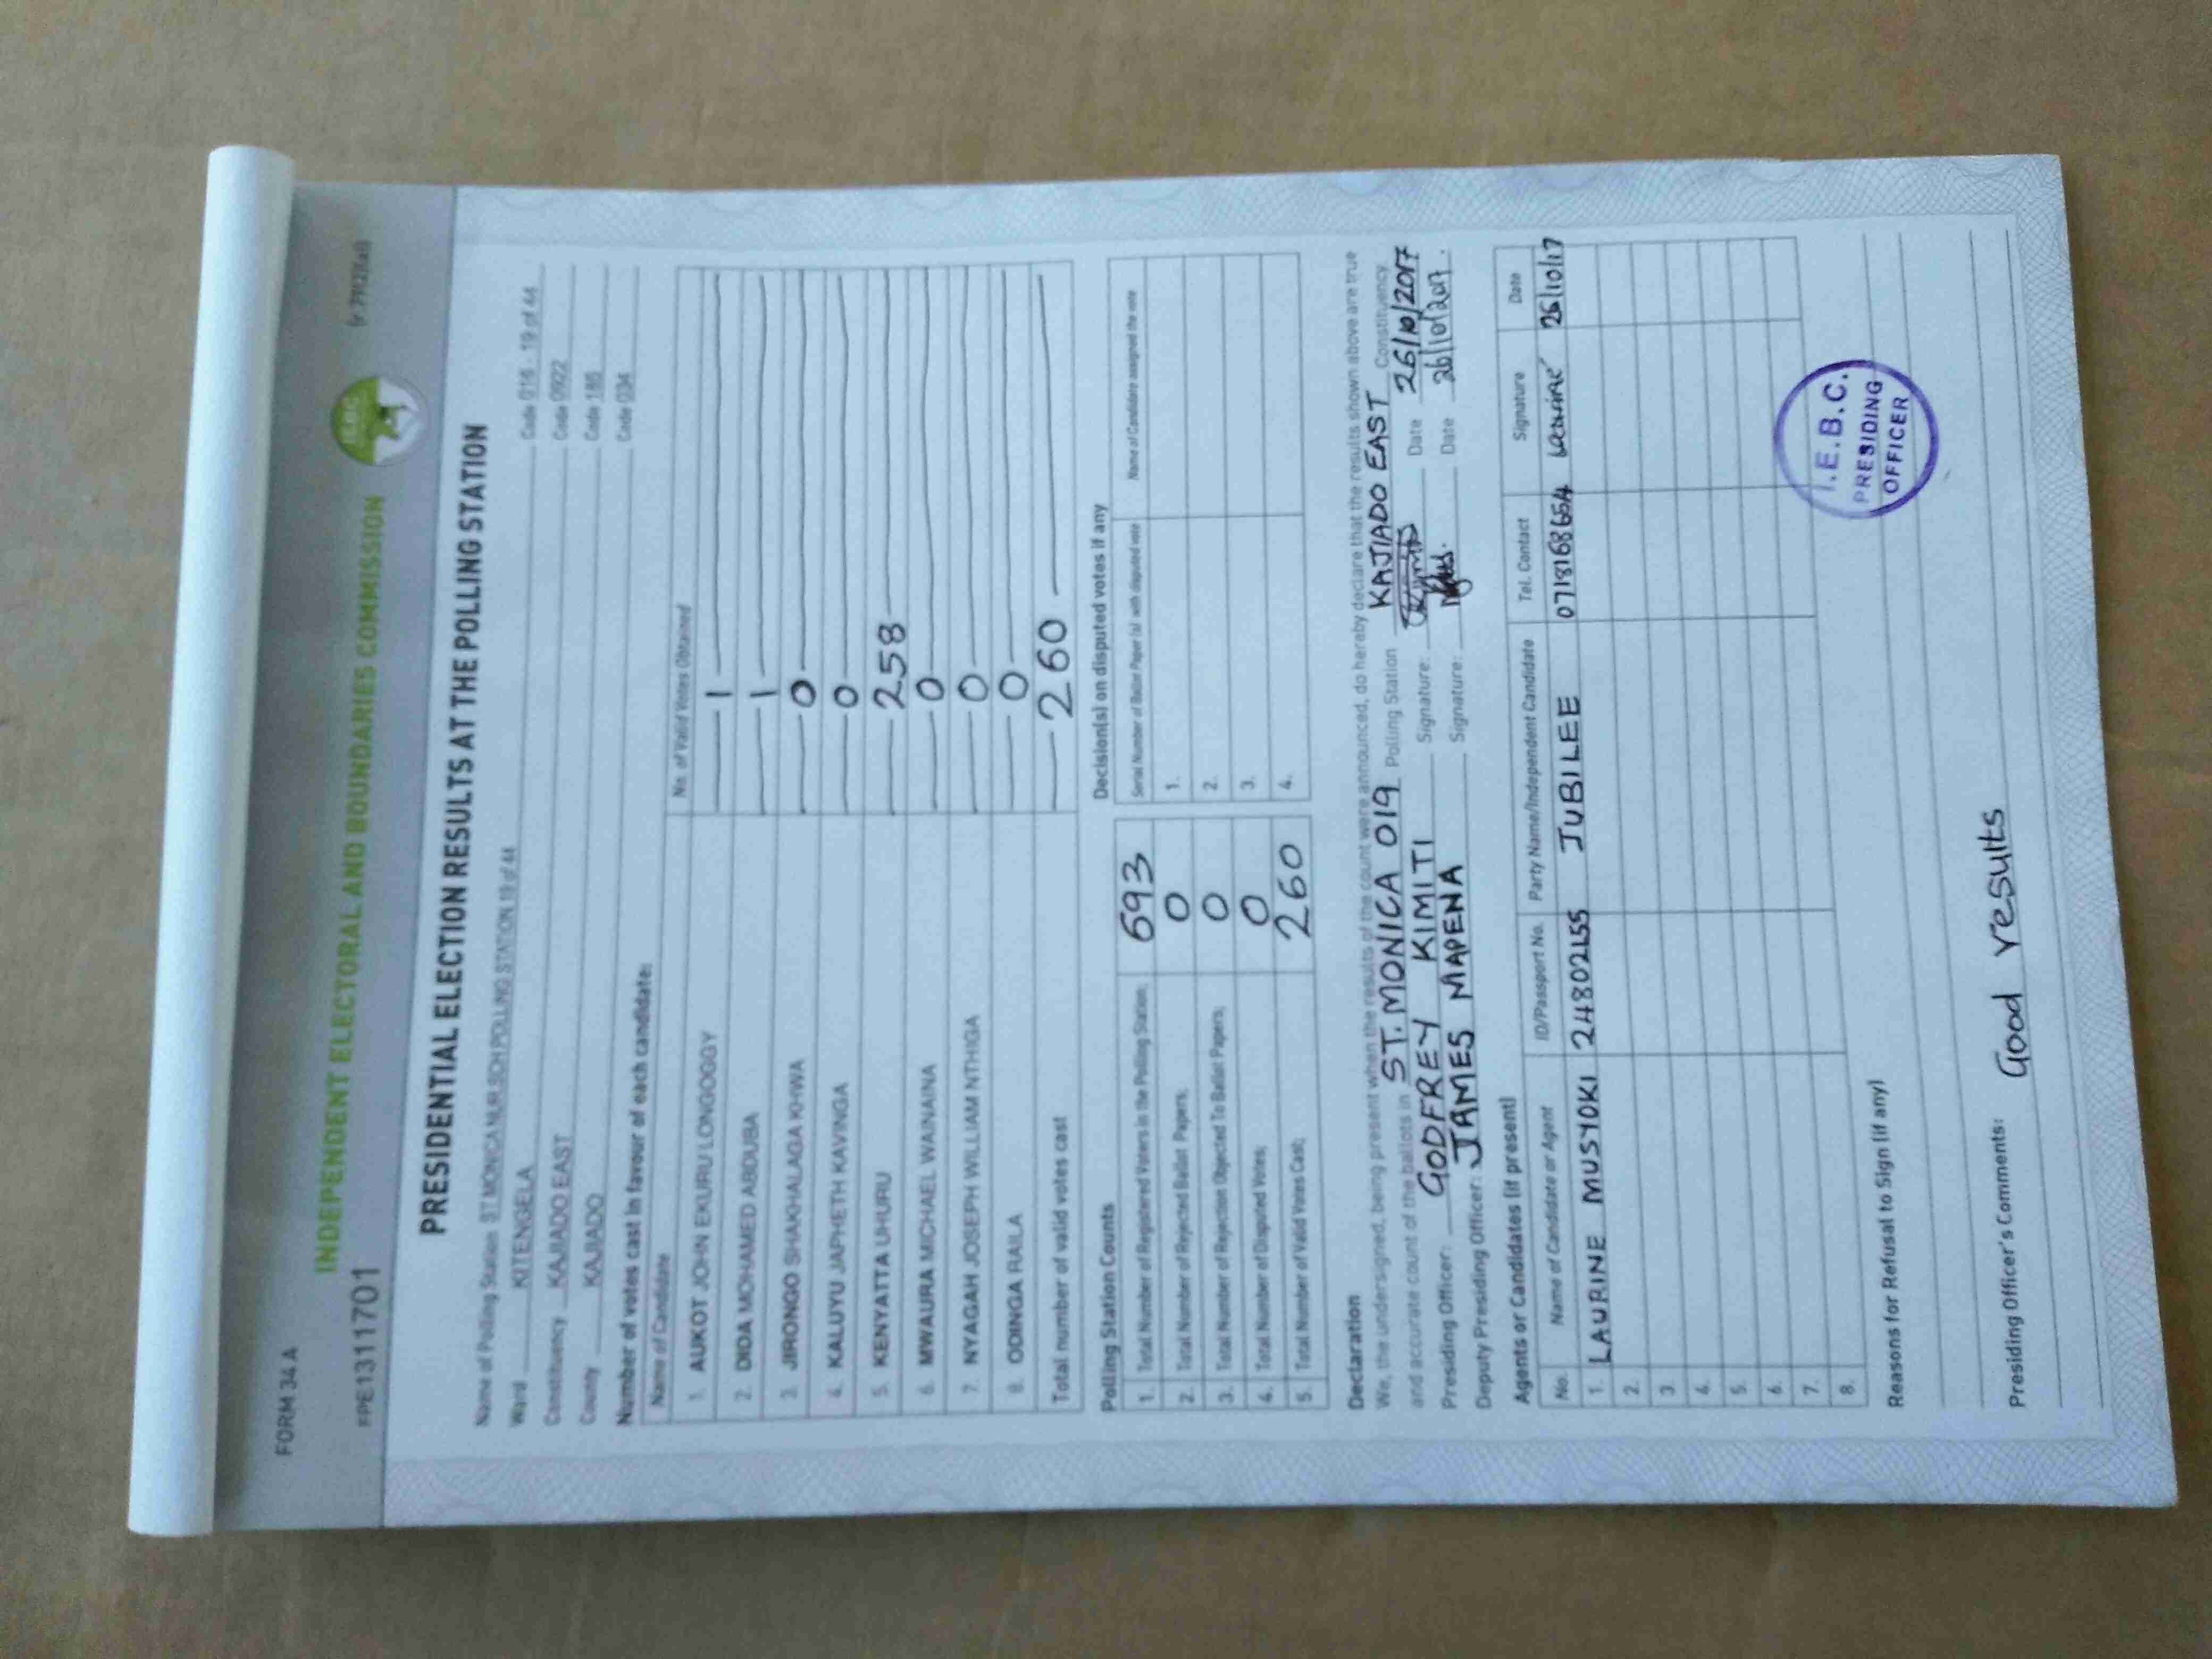 FORM 34 A
INDEPENDENT ELECTORAL AND BOUNDARIES COMMISSION
PPE1311701
PRESIDENTIAL ELECTION RESULTS AT THE POLLING STATION
Name of Polling Station ST MONICA NUR SCH POLLING STATION 19 of 44 Code 018 - 19 of 44
Ward KITENGELA Code 0922
Constituency KAJIADO EAST Code 185
County KAJIADO Code 034
Number of votes cast in favour of each candidate:
Name of Candidate No. of Valid Votes Obtained
1. AUKOT JOHN EKURU LONGOGGY 1
2. DIDA MOHAMED ABDUBA 1
3. JIRONGO SHAKHALAGA KHWA 0
4. KALUYU JAPHETH KAVINGA 0
5. KENYATTA UHURU 258
6. MWAURA MICHAEL WAINAINA 0
7. NYAGAH JOSEPH WILLIAM NTHIGA 0
8. ODINGA RAILA 0
Total number of valid votes cast 260
Polling Station Counts Decision(s) on disputed votes if any
Serial Number of Ballot Paper (s) with disputed vote Name of Candidate assigned the vote
1. Total Number of Registered Voters in the Polling Station; 693 1.
2. Total Number of Rejected Ballot Papers; 0 2.
3. Total Number of Rejection Objected To Ballot Papers; 0 3.
4. Total Number of Disputed Votes; 0 4.
5. Total Number of Valid Votes Cast; 260
Declaration
We, the undersigned, being present when the results of the count were announced, do hereby declare that the results shown above are true
and accurate count of the ballots in ST. MONICA 019 Polling Station KAJIADO EAST Constituency
Presiding Officer: GODFREY KIMITI Signature: Date 26/10/2017
Deputy Presiding Officer: JAMES MAPENA Signature: Date 26/10/2017.
Agents or Candidates (if present)
No. Name of Candidate or Agent ID/Passport No. Party Name/Independent Candidate Tel. Contact Signature Date
1. LAURINE MUSYOKI 24802155 JUBILEE 0718168654 26/10/17
2.
3.
4.
5.
6.
7.
8.
I.E.B.C.
PRESIDING
OFFICER
Reasons for Refusal to Sign (if any)
Presiding Officer's Comments: Good results